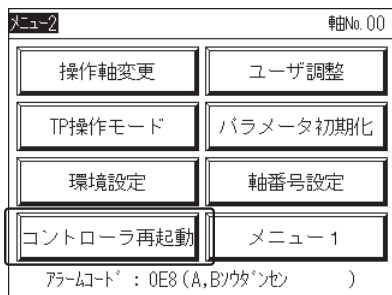 メニュー2 軸No. 00
操作軸変更 ユーザ調整
TP操作モード パラメータ初期化
環境設定 軸番号設定
コントローラ再起動 メニュー1
アラームコード : 0E8 (A,Bソウダンセン )